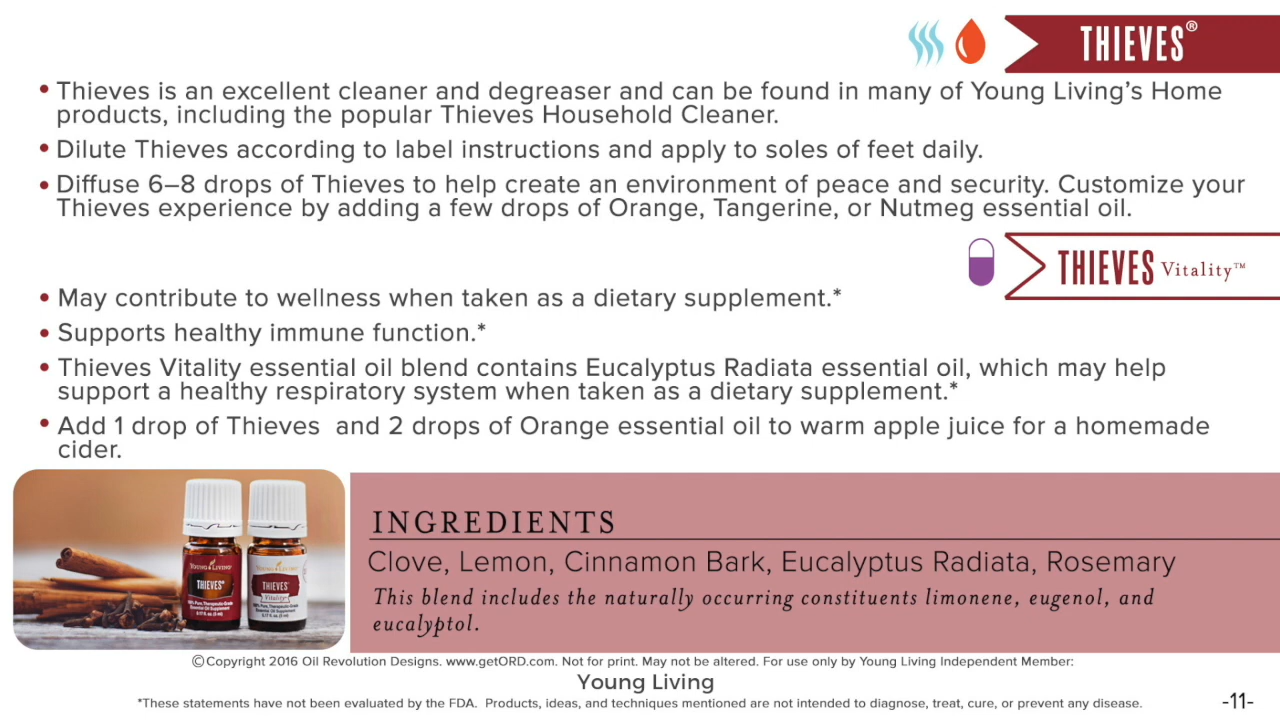 THIEVES®
• Thieves is an excellent cleaner and degreaser and can be found in many of Young Living's Home
products, including the popular Thieves Household Cleaner.
• Dilute Thieves according to label instructions and apply to soles of feet daily.
• Diffuse 6–8 drops of Thieves to help create an environment of peace and security. Customize your
Thieves experience by adding a few drops of Orange, Tangerine, or Nutmeg essential oil.
THIEVES Vitality™
• May contribute to wellness when taken as a dietary supplement.*
• Supports healthy immune function.*
• Thieves Vitality essential oil blend contains Eucalyptus Radiata essential oil, which may help
support a healthy respiratory system when taken as a dietary supplement.*
• Add 1 drop of Thieves  and 2 drops of Orange essential oil to warm apple juice for a homemade
cider.
YOUNG LIVING
THIEVES®
YOUNG LIVING
THIEVES
Vitality
INGREDIENTS
Clove, Lemon, Cinnamon Bark, Eucalyptus Radiata, Rosemary
This blend includes the naturally occurring constituents limonene, eugenol, and
eucalyptol.
©Copyright 2016 Oil Revolution Designs. www.getORD.com. Not for print. May not be altered. For use only by Young Living Independent Member:
Young Living
*These statements have not been evaluated by the FDA.  Products, ideas, and techniques mentioned are not intended to diagnose, treat, cure, or prevent any disease.
-11-